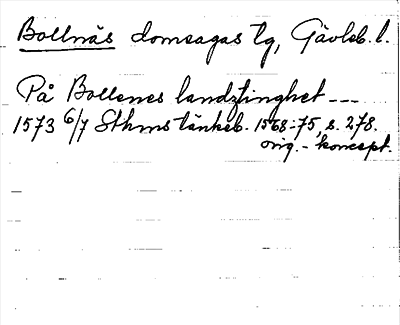 Bollnäs domsagas tg, Gävleb. l.
På Bollenes landztinghet ---
1573 6/7 Sthms tänkeb. 1568-75, s. 278.
orig. - koncept.